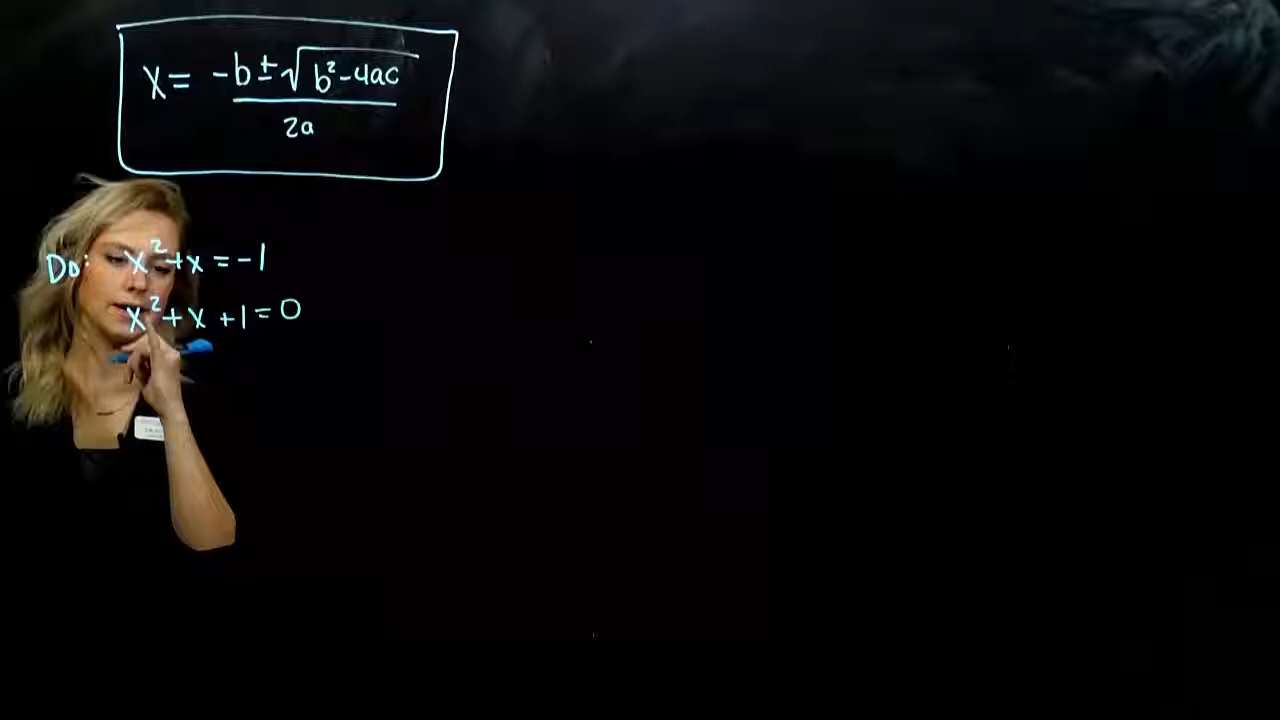 x = -b ± √b² - 4ac
2a
Do: x² + x = -1
x² + x + 1 = 0